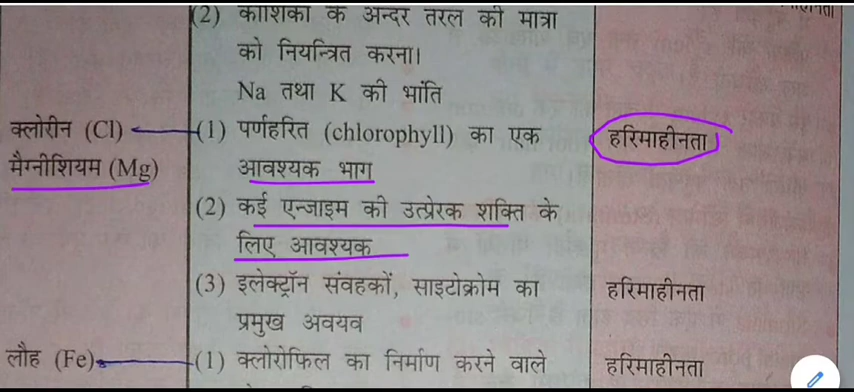 (2) कोशिका के अन्दर तरल की मात्रा
को नियन्त्रित करना।
Na तथा K की भांति
क्लोरीन (Cl) (1) पर्णहरित (chlorophyll) का एक हरिमाहीनता
मैग्नीशियम (Mg) आवश्यक भाग
(2) कई एन्जाइम की उत्प्रेरक शक्ति के
लिए आवश्यक
(3) इलेक्ट्रॉन संवहकों, साइटोक्रोम का हरिमाहीनता
प्रमुख अवयव
लौह (Fe) (1) क्लोरोफिल का निर्माण करने वाले हरिमाहीनता